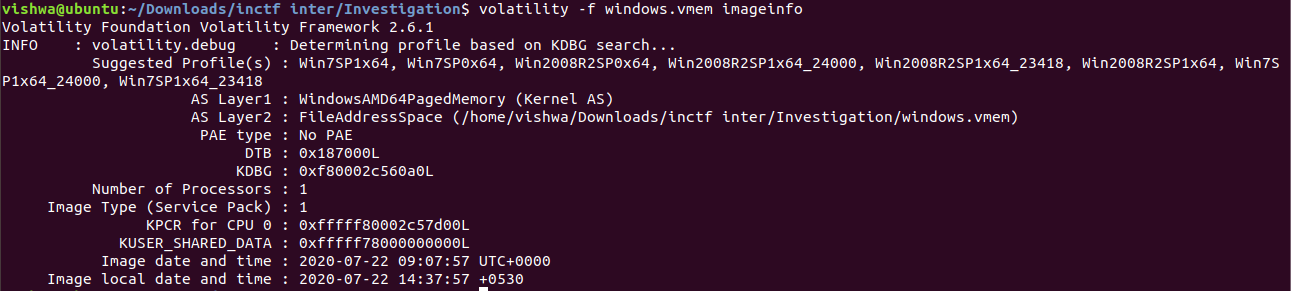 vishwa@ubuntu:~/Downloads/inctf inter/Investigation$ volatility -f windows.vmem imageinfo
Volatility Foundation Volatility Framework 2.6.1
INFO    : volatility.debug    : Determining profile based on KDBG search...
Suggested Profile(s) : Win7SP1x64, Win7SP0x64, Win2008R2SP0x64, Win2008R2SP1x64_24000, Win2008R2SP1x64_23418, Win2008R2SP1x64, Win7S
P1x64_24000, Win7SP1x64_23418
AS Layer1 : WindowsAMD64PagedMemory (Kernel AS)
AS Layer2 : FileAddressSpace (/home/vishwa/Downloads/inctf inter/Investigation/windows.vmem)
PAE type : No PAE
DTB : 0x187000L
KDBG : 0xf80002c560a0L
Number of Processors : 1
Image Type (Service Pack) : 1
KPCR for CPU 0 : 0xfffff80002c57d00L
KUSER_SHARED_DATA : 0xfffff78000000000L
Image date and time : 2020-07-22 09:07:57 UTC+0000
Image local date and time : 2020-07-22 14:37:57 +0530